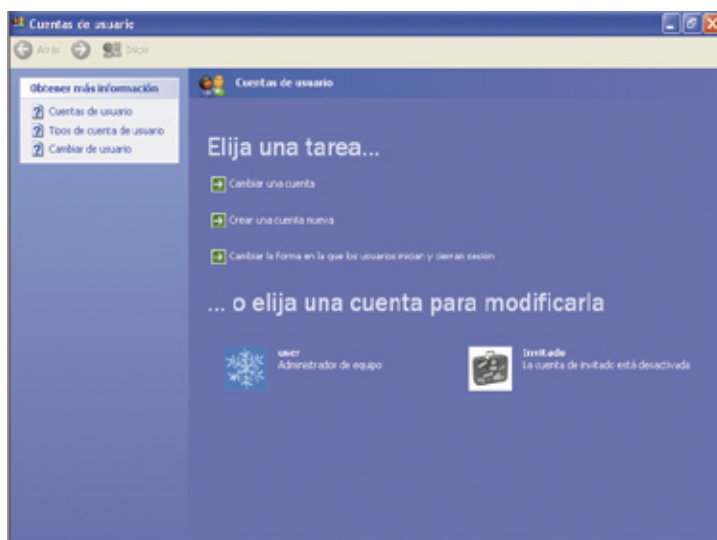 Cuentas de usuario
Atrás Inicio
Obtener más información
Cuentas de usuario
Tipos de cuenta de usuario
Cambiar de usuario
Cuentas de usuario
Elija una tarea...
Cambiar una cuenta
Crear una cuenta nueva
Cambiar la forma en la que los usuarios inician y cierran sesión
... o elija una cuenta para modificarla
user
Administrador de equipo
Invitado
La cuenta de invitado está desactivada